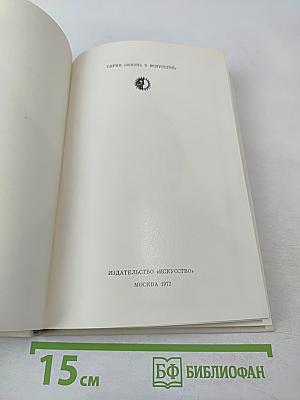 СЕРИЯ «ЖИЗНЬ В ИСКУССТВЕ»
ИЗДАТЕЛЬСТВО «ИСКУССТВО»
МОСКВА 1972
15 см
БФ БИБЛИОФАН